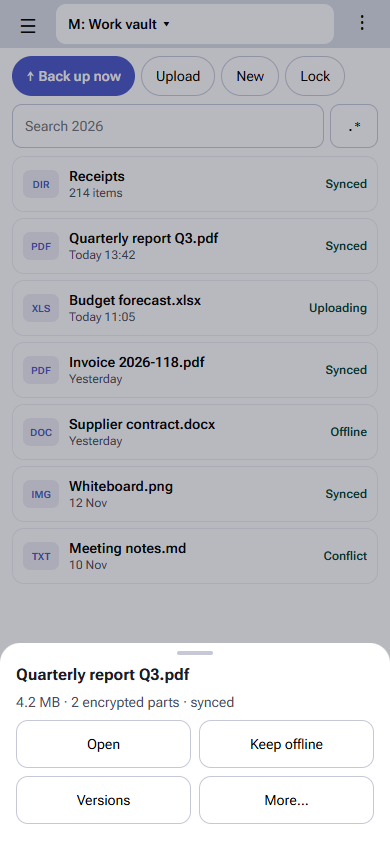 M: Work vault
Back up now
Upload
New
Lock
Search 2026
.*
DIR
Receipts
214 items
Synced
PDF
Quarterly report Q3.pdf
Today 13:42
Synced
XLS
Budget forecast.xlsx
Today 11:05
Uploading
PDF
Invoice 2026-118.pdf
Yesterday
Synced
DOC
Supplier contract.docx
Yesterday
Offline
IMG
Whiteboard.png
12 Nov
Synced
TXT
Meeting notes.md
10 Nov
Conflict
Quarterly report Q3.pdf
4.2 MB · 2 encrypted parts · synced
Open
Keep offline
Versions
More...